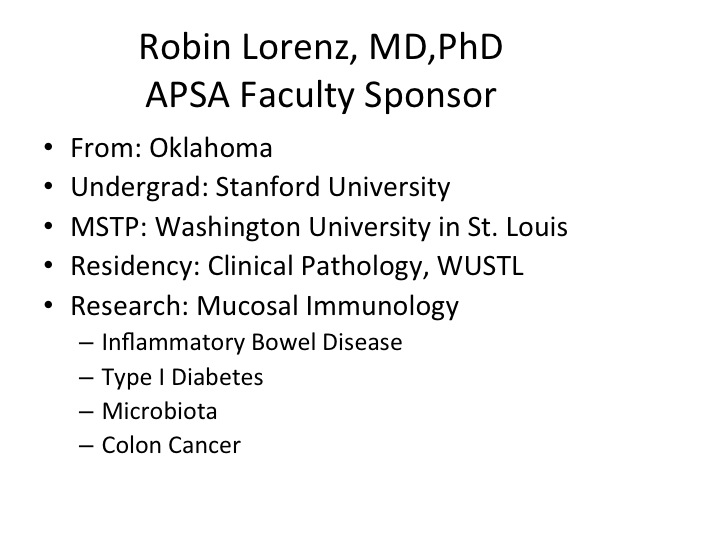 Robin Lorenz, MD,PhD
APSA Faculty Sponsor
• From: Oklahoma
• Undergrad: Stanford University
• MSTP: Washington University in St. Louis
• Residency: Clinical Pathology, WUSTL
• Research: Mucosal Immunology
– Inflammatory Bowel Disease
– Type I Diabetes
– Microbiota
– Colon Cancer